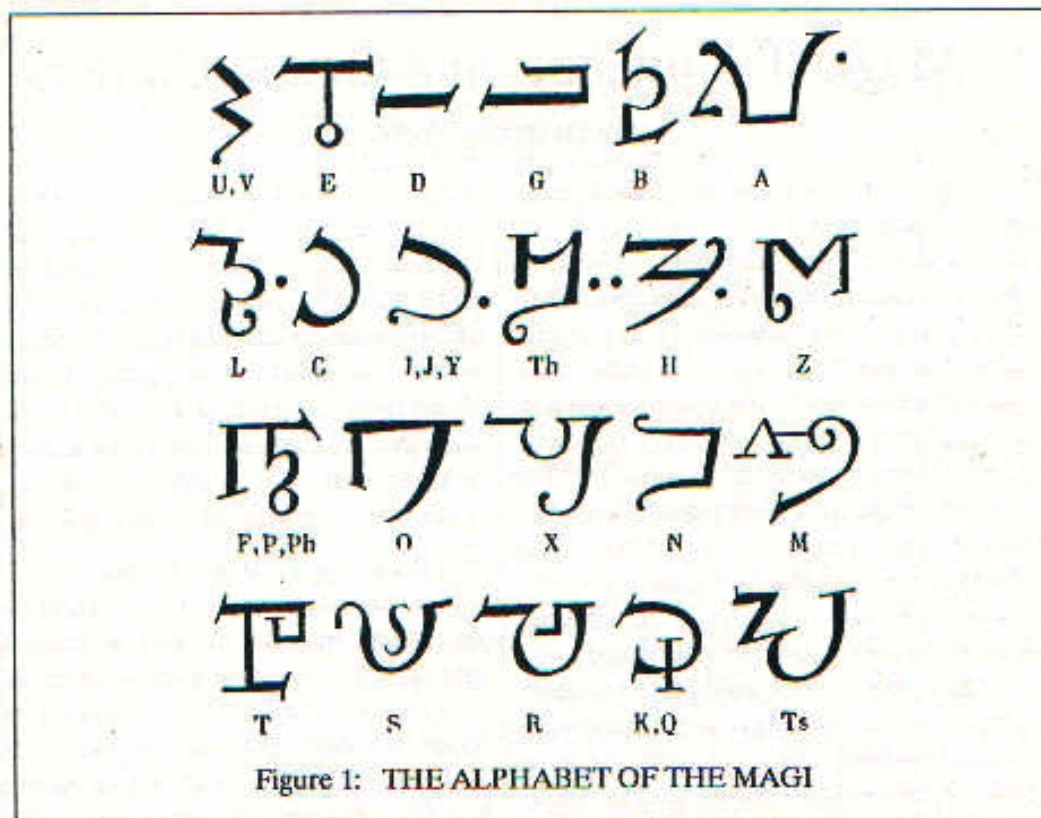 U,V E D G B A
L C I,J,Y Th H Z
F,P,Ph O X N M
T S R K,Q Ts
Figure 1: THE ALPHABET OF THE MAGI